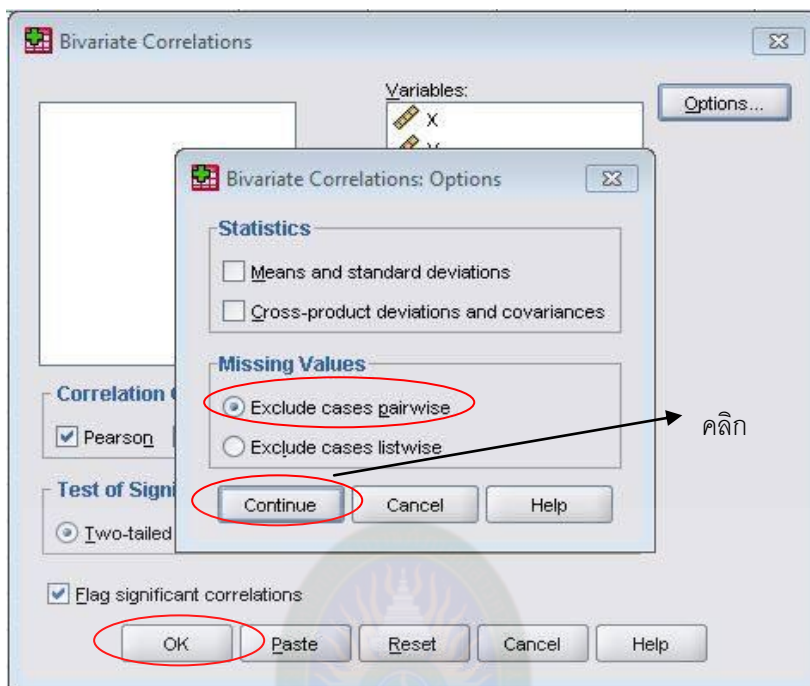 Bivariate Correlations
Variables:
X
Options...
Bivariate Correlations: Options
Statistics
Means and standard deviations
Cross-product deviations and covariances
Missing Values
Exclude cases pairwise
Exclude cases listwise
คลิก
Continue Cancel Help
Correlation
Pearson
Test of Signi
Two-tailed
Flag significant correlations
OK Paste Reset Cancel Help